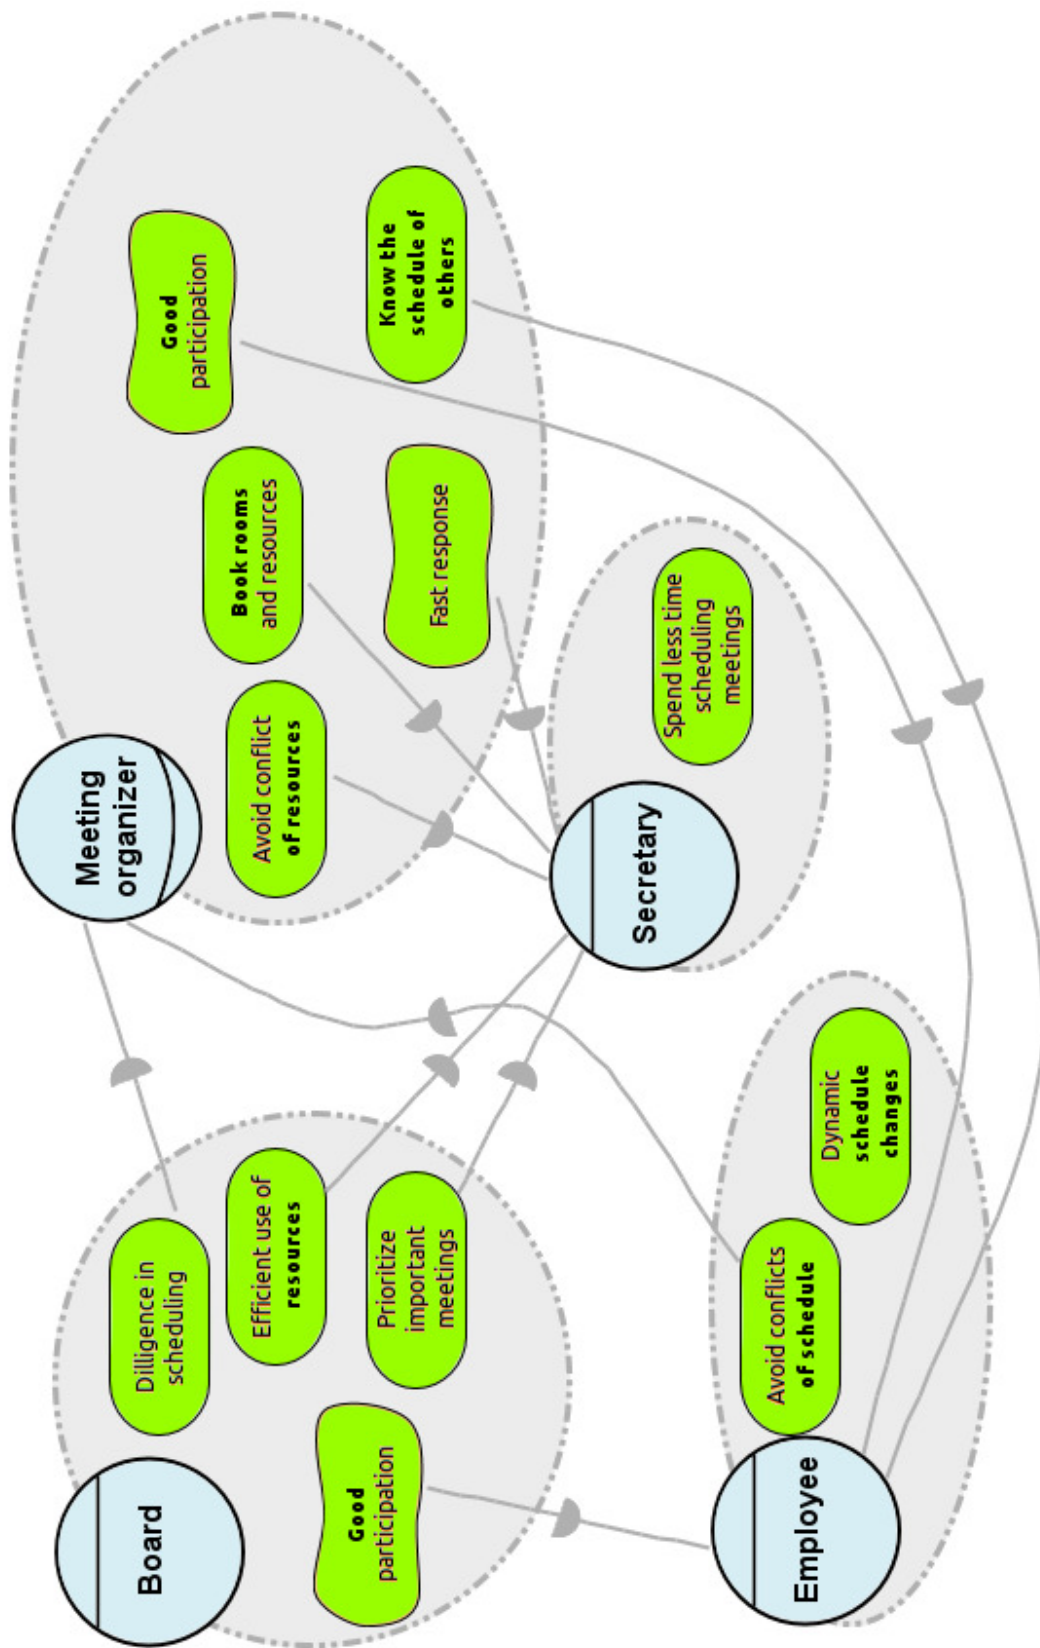 Board
Dilligence in
scheduling
Efficient use of
resources
Prioritize
important
meetings
Good
participation
Meeting
organizer
Avoid conflict
of resources
Book rooms
and resources
Good
participation
Fast response
Know the
schedule of
others
Secretary
Spend less time
scheduling
meetings
Employee
Avoid conflicts
of schedule
Dynamic
schedule
changes